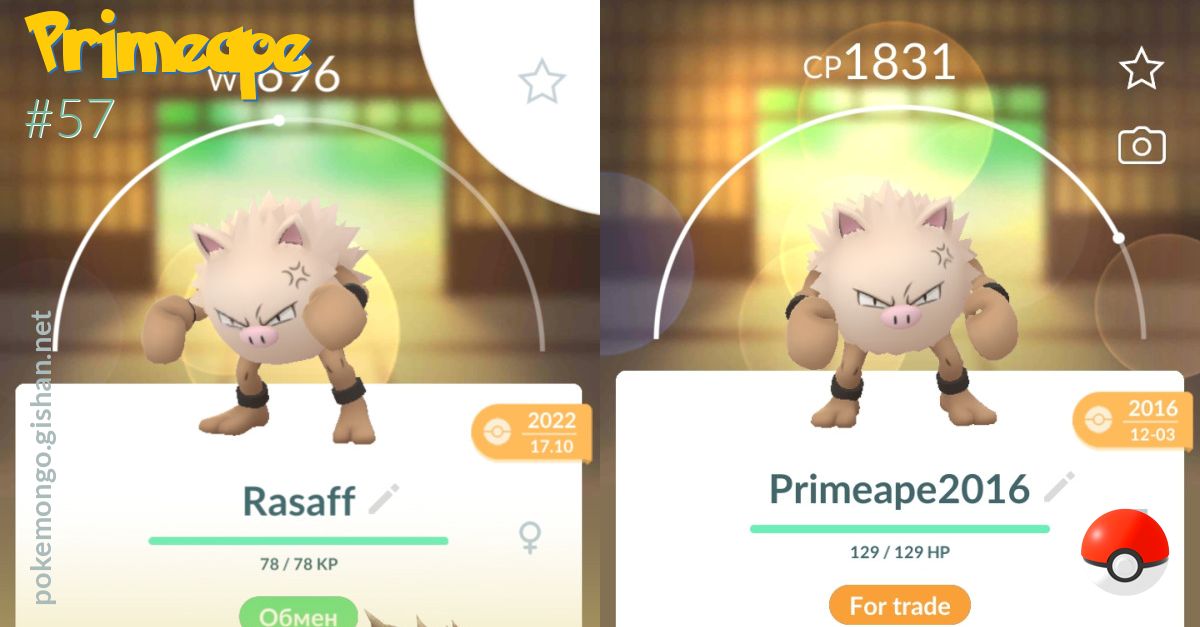 Primeape
#57
CP1831
2022
17.10
2016
12-03
Rasaff
Primeape2016
78 / 78 KP
129 / 129 HP
Обмен
For trade
pokemongo.gishan.net